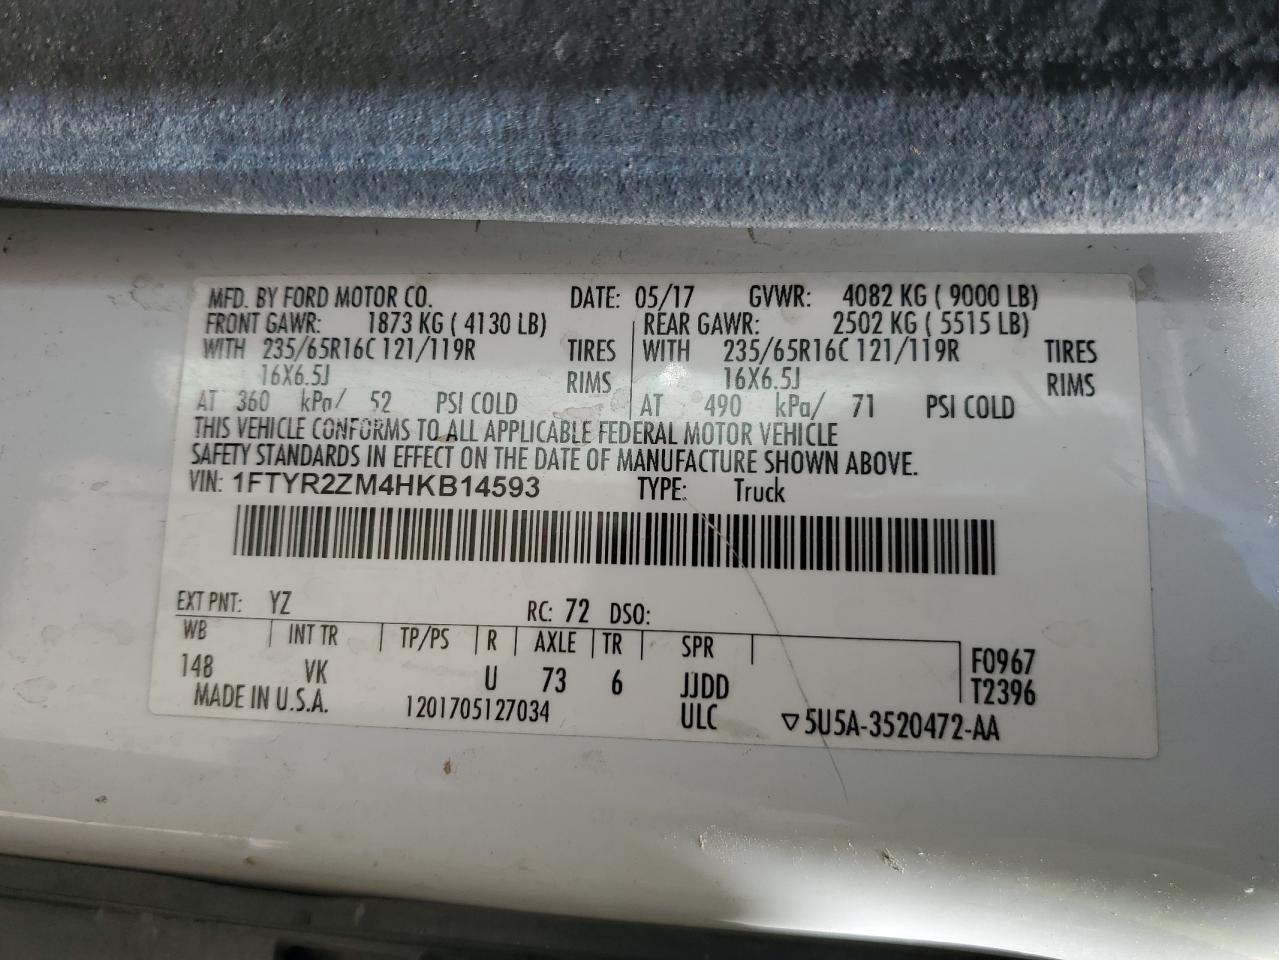 MFD. BY FORD MOTOR CO. DATE: 05/17 GVWR: 4082 KG ( 9000 LB)
FRONT GAWR: 1873 KG ( 4130 LB) REAR GAWR: 2502 KG ( 5515 LB)
WITH 235/65R16C 121/119R TIRES WITH 235/65R16C 121/119R TIRES
16X6.5J RIMS 16X6.5J RIMS
AT 360 kPa/ 52 PSI COLD AT 490 kPa/ 71 PSI COLD
THIS VEHICLE CONFORMS TO ALL APPLICABLE FEDERAL MOTOR VEHICLE
SAFETY STANDARDS IN EFFECT ON THE DATE OF MANUFACTURE SHOWN ABOVE.
VIN: 1FTYR2ZM4HKB14593 TYPE: Truck
EXT PNT: YZ RC: 72 DSO:
WB INT TR TP/PS R AXLE TR SPR F0967
148 VK U 73 6 JJDD T2396
MADE IN U.S.A. 1201705127034 ULC ▽5U5A-3520472-AA